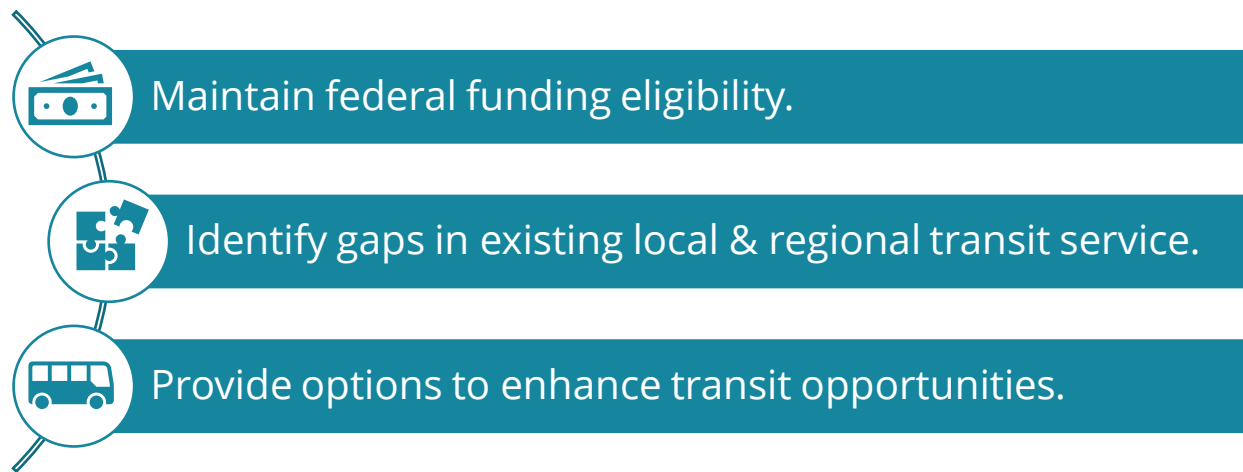 Maintain federal funding eligibility.
Identify gaps in existing local & regional transit service.
Provide options to enhance transit opportunities.